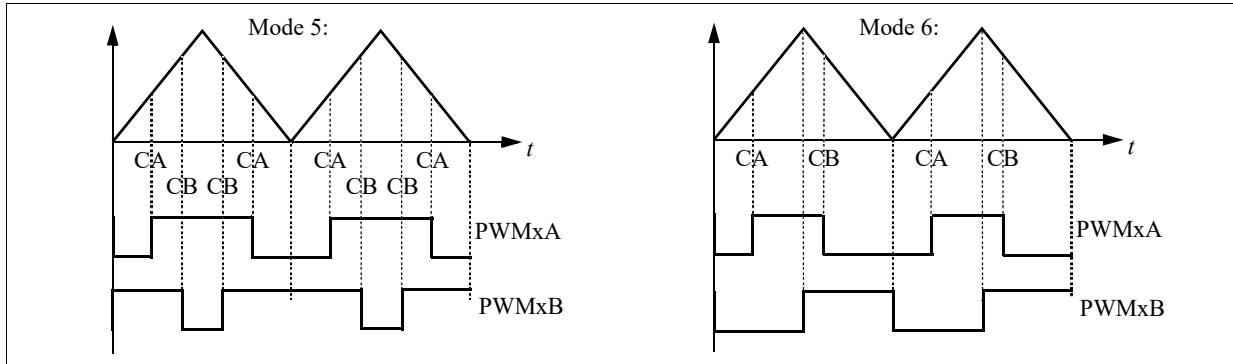 Mode 5:
CA CA CA CA
t
CB CB CB CB
PWMxA
PWMxB
Mode 6:
CA CB CA CB
t
PWMxA
PWMxB